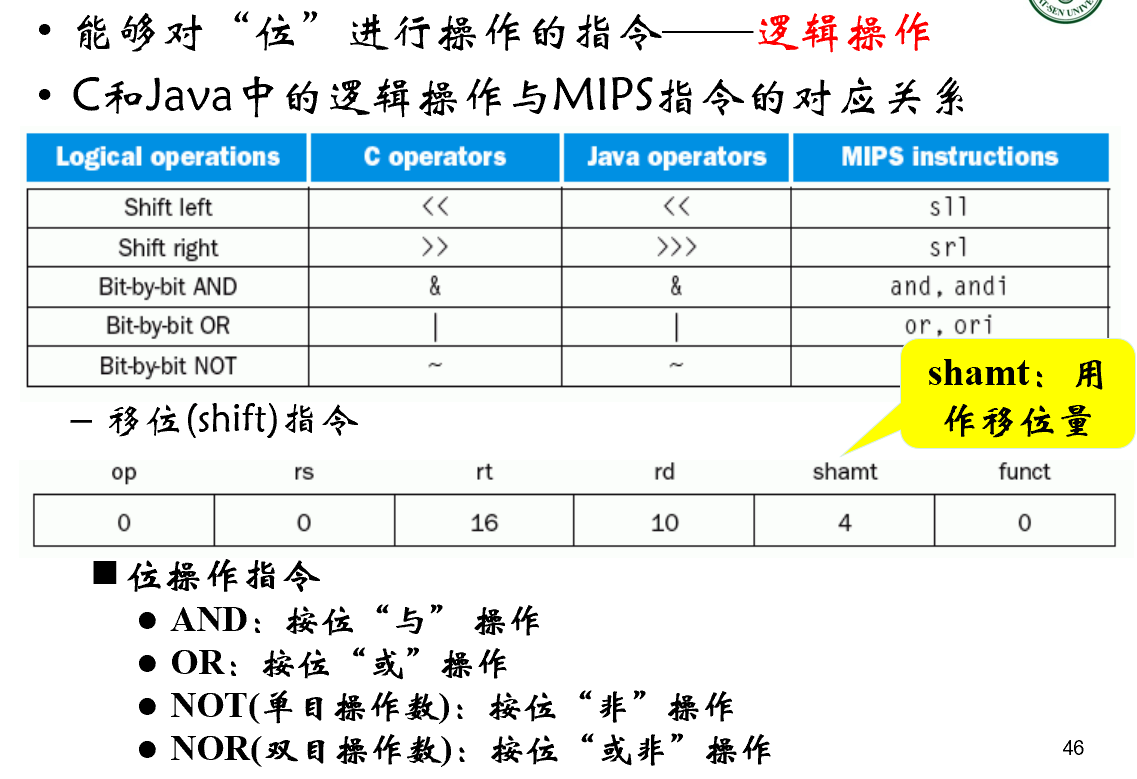 • 能够对“位”进行操作的指令——逻辑操作
• C和Java中的逻辑操作与MIPS指令的对应关系
Logical operations C operators Java operators MIPS instructions
Shift left << << sll
Shift right >> >>> srl
Bit-by-bit AND & & and, andi
Bit-by-bit OR | | or, ori
Bit-by-bit NOT ~ ~
shamt：用
作移位量
– 移位(shift)指令
op rs rt rd shamt funct
0 0 16 10 4 0
■ 位操作指令
● AND：按位“与” 操作
● OR：按位“或”操作
● NOT(单目操作数)：按位“非”操作
● NOR(双目操作数)：按位“或非”操作
46